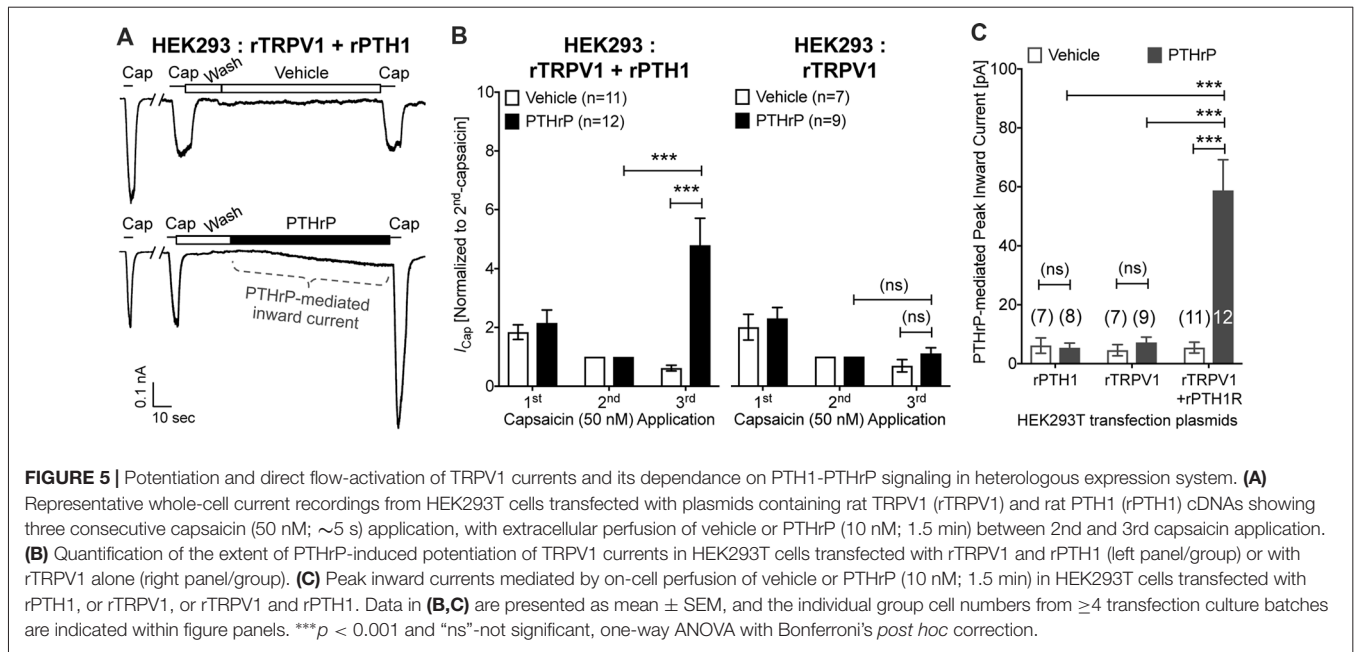 A
HEK293 : rTRPV1 + rPTH1
Cap Cap Wash Vehicle Cap
Cap Cap Wash PTHrP Cap
PTHrP-mediated
inward current
0.1 nA
10 sec
B
HEK293 :
rTRPV1 + rPTH1
HEK293 :
rTRPV1
Vehicle (n=11)
PTHrP (n=12)
Vehicle (n=7)
PTHrP (n=9)
I Cap [Normalized to 2nd-capsaicin]
10
8
6
4
2
0
***
***
(ns)
(ns)
1st 2nd 3rd 1st 2nd 3rd
Capsaicin (50 nM) Application Capsaicin (50 nM) Application
C
Vehicle PTHrP
PTHrP-mediated Peak Inward Current [pA]
100
80
60
40
20
0
***
***
***
(ns) (ns)
(7) (8) (7) (9) (11) 12
rPTH1 rTRPV1 rTRPV1
+rPTH1R
HEK293T transfection plasmids
FIGURE 5 | Potentiation and direct flow-activation of TRPV1 currents and its dependance on PTH1-PTHrP signaling in heterologous expression system. (A)
Representative whole-cell current recordings from HEK293T cells transfected with plasmids containing rat TRPV1 (rTRPV1) and rat PTH1 (rPTH1) cDNAs showing
three consecutive capsaicin (50 nM; ~5 s) application, with extracellular perfusion of vehicle or PTHrP (10 nM; 1.5 min) between 2nd and 3rd capsaicin application.
(B) Quantification of the extent of PTHrP-induced potentiation of TRPV1 currents in HEK293T cells transfected with rTRPV1 and rPTH1 (left panel/group) or with
rTRPV1 alone (right panel/group). (C) Peak inward currents mediated by on-cell perfusion of vehicle or PTHrP (10 nM; 1.5 min) in HEK293T cells transfected with
rPTH1, or rTRPV1, or rTRPV1 and rPTH1. Data in (B,C) are presented as mean ± SEM, and the individual group cell numbers from ≥4 transfection culture batches
are indicated within figure panels. ***p < 0.001 and “ns”-not significant, one-way ANOVA with Bonferroni’s post hoc correction.